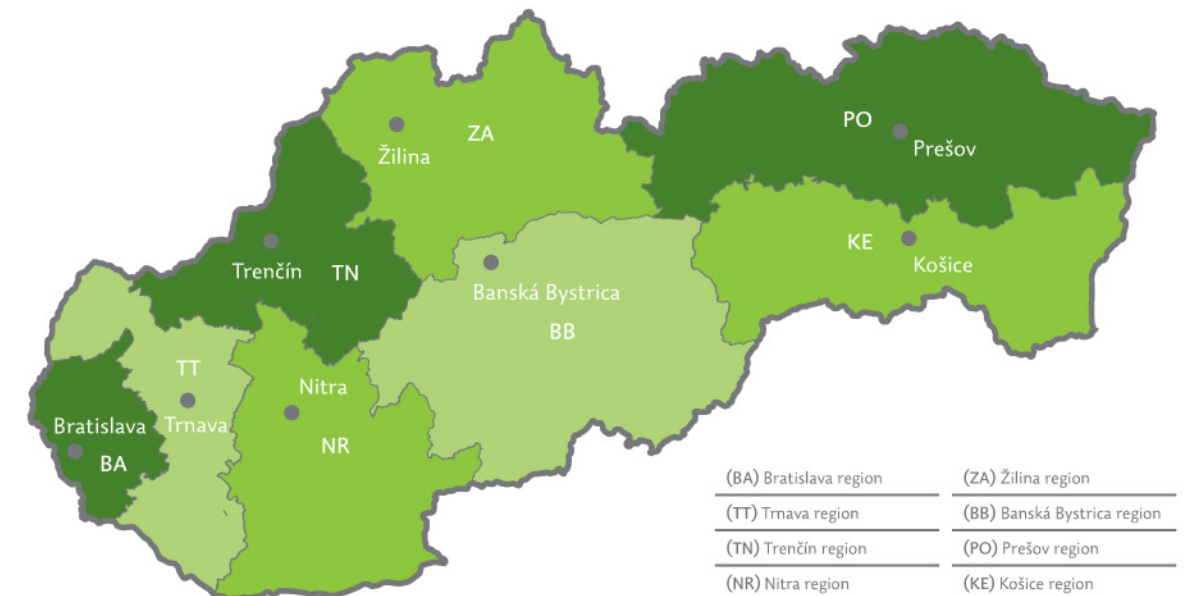 ZA
Žilina
PO
Prešov
KE
Košice
Trenčín
TN
Banská Bystrica
BB
TT
Trnava
Nitra
NR
Bratislava
BA
(BA) Bratislava region
(ZA) Žilina region
(TT) Trnava region
(BB) Banská Bystrica region
(TN) Trenčín region
(PO) Prešov region
(NR) Nitra region
(KE) Košice region